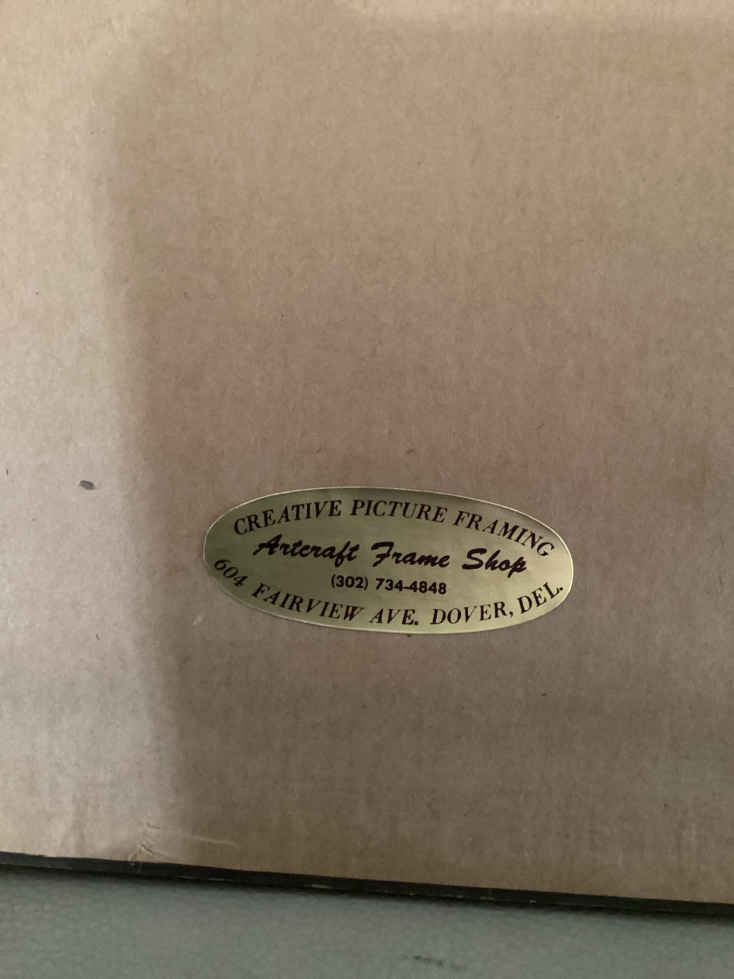 CREATIVE PICTURE FRAMING
Artcraft Frame Shop
(302) 734-4848
604 FAIRVIEW AVE. DOVER, DEL.